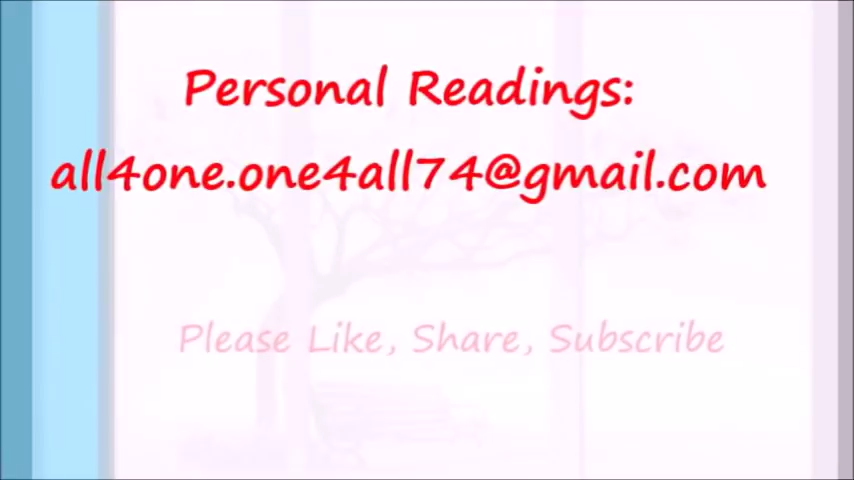 Personal Readings:
all4one.one4all74@gmail.com
Please Like, Share, Subscribe